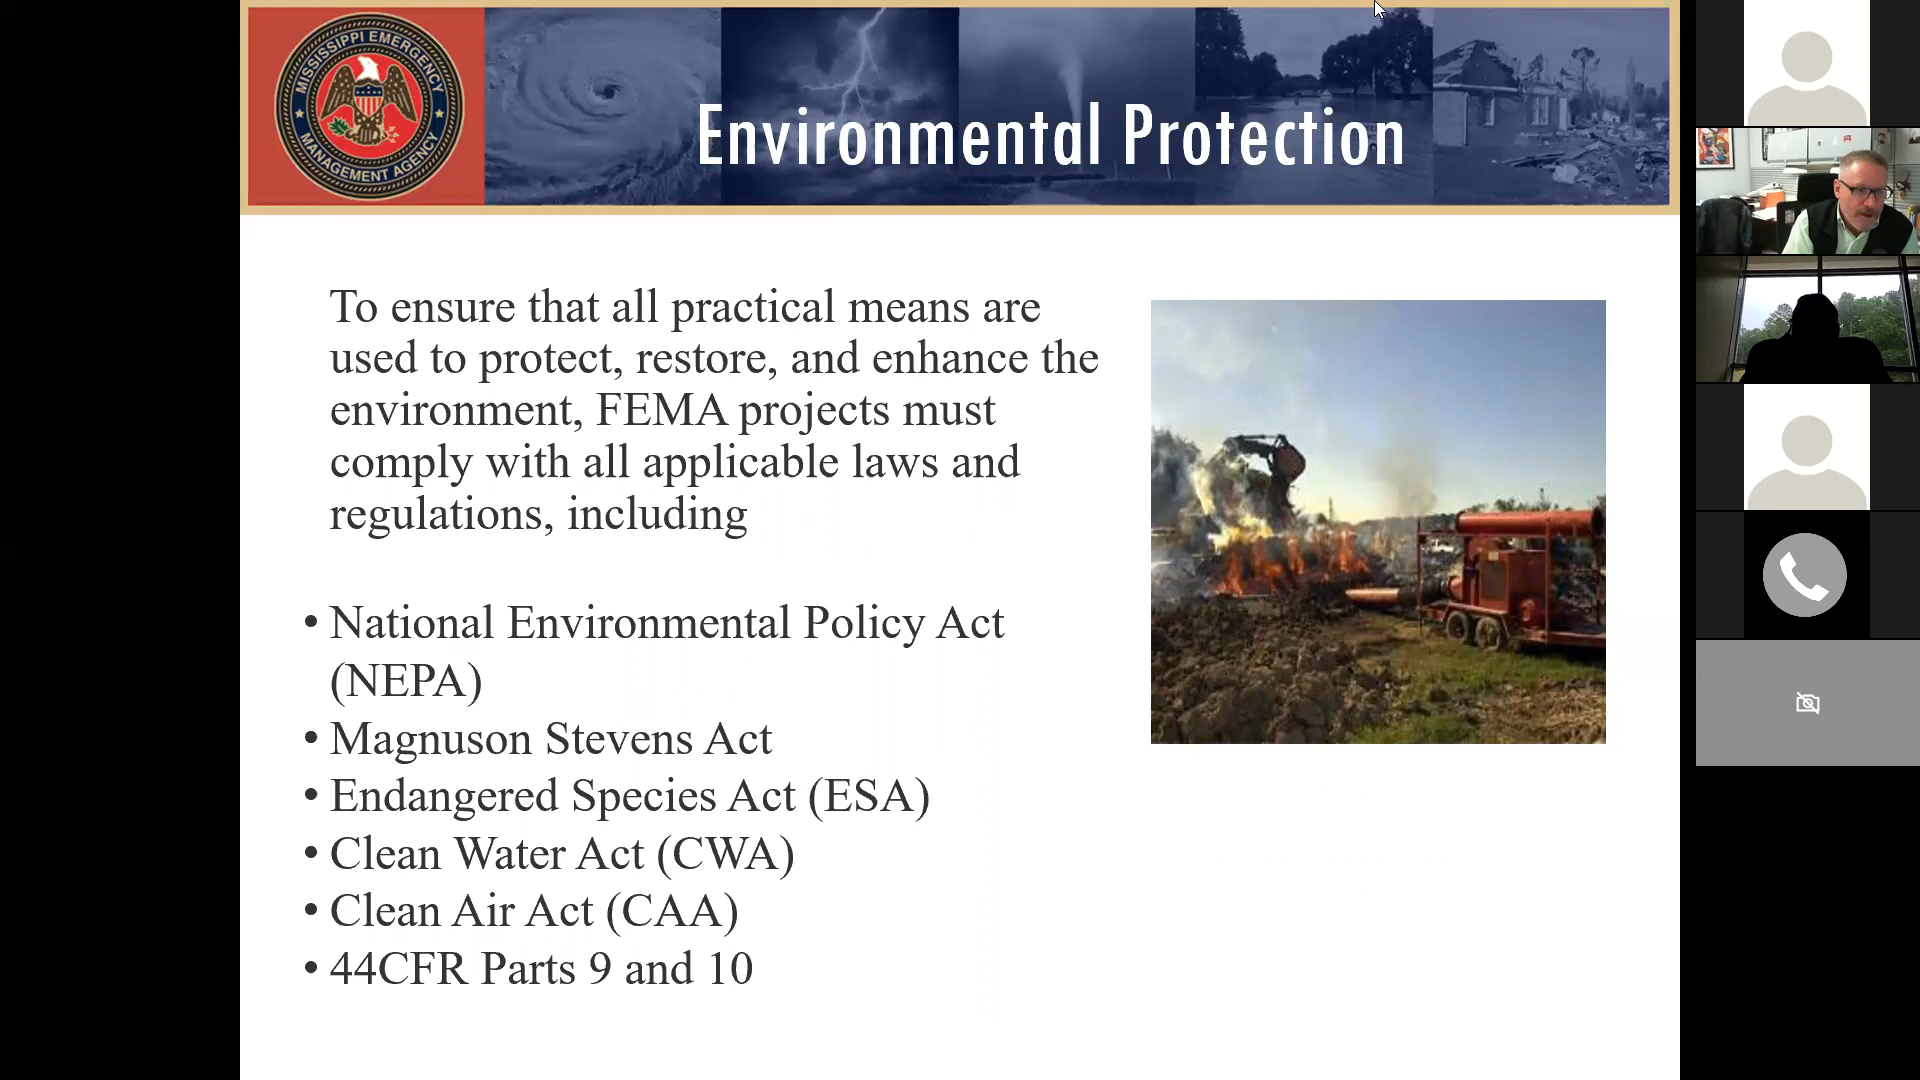 MISSISSIPPI EMERGENCY
MANAGEMENT AGENCY
Environmental Protection
To ensure that all practical means are
used to protect, restore, and enhance the
environment, FEMA projects must
comply with all applicable laws and
regulations, including
• National Environmental Policy Act
(NEPA)
• Magnuson Stevens Act
• Endangered Species Act (ESA)
• Clean Water Act (CWA)
• Clean Air Act (CAA)
• 44CFR Parts 9 and 10